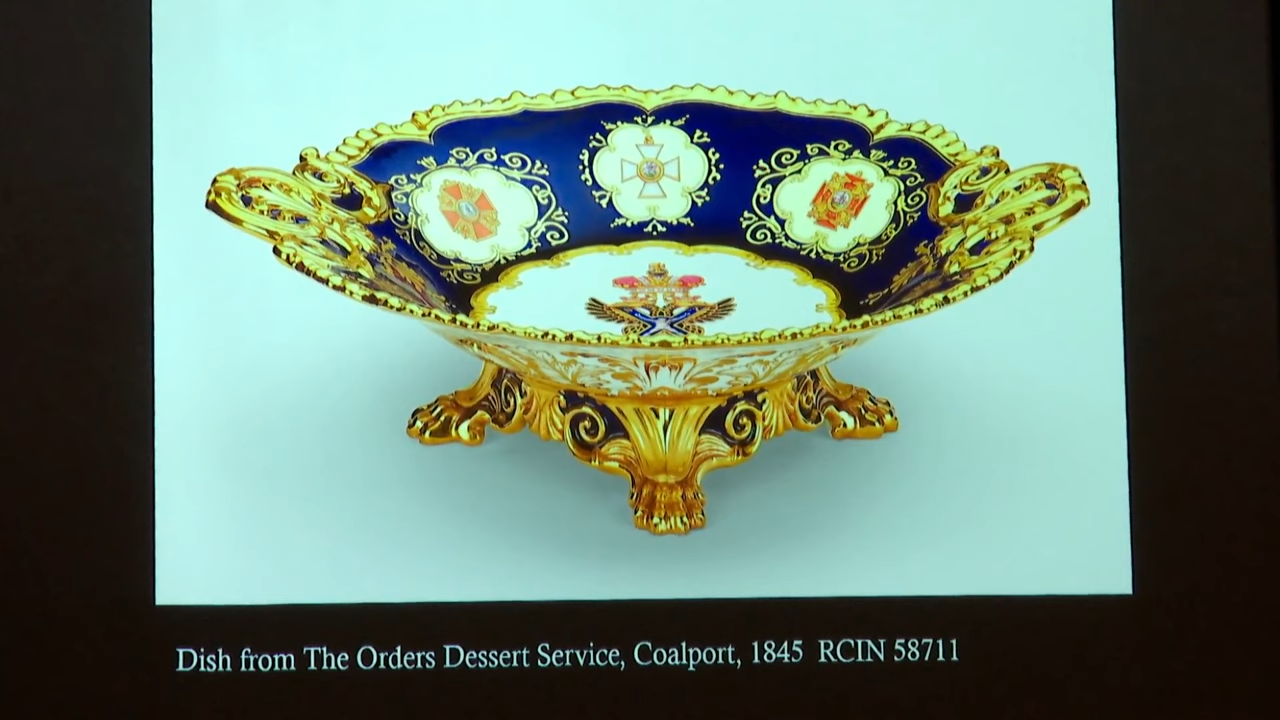 Dish from The Orders Dessert Service, Coalport, 1845 RCIN 58711